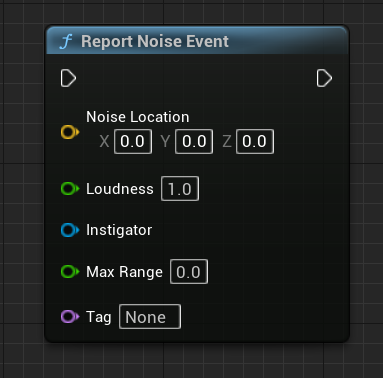 Report Noise Event
Noise Location
X 0.0 Y 0.0 Z 0.0
Loudness 1.0
Instigator
Max Range 0.0
Tag None